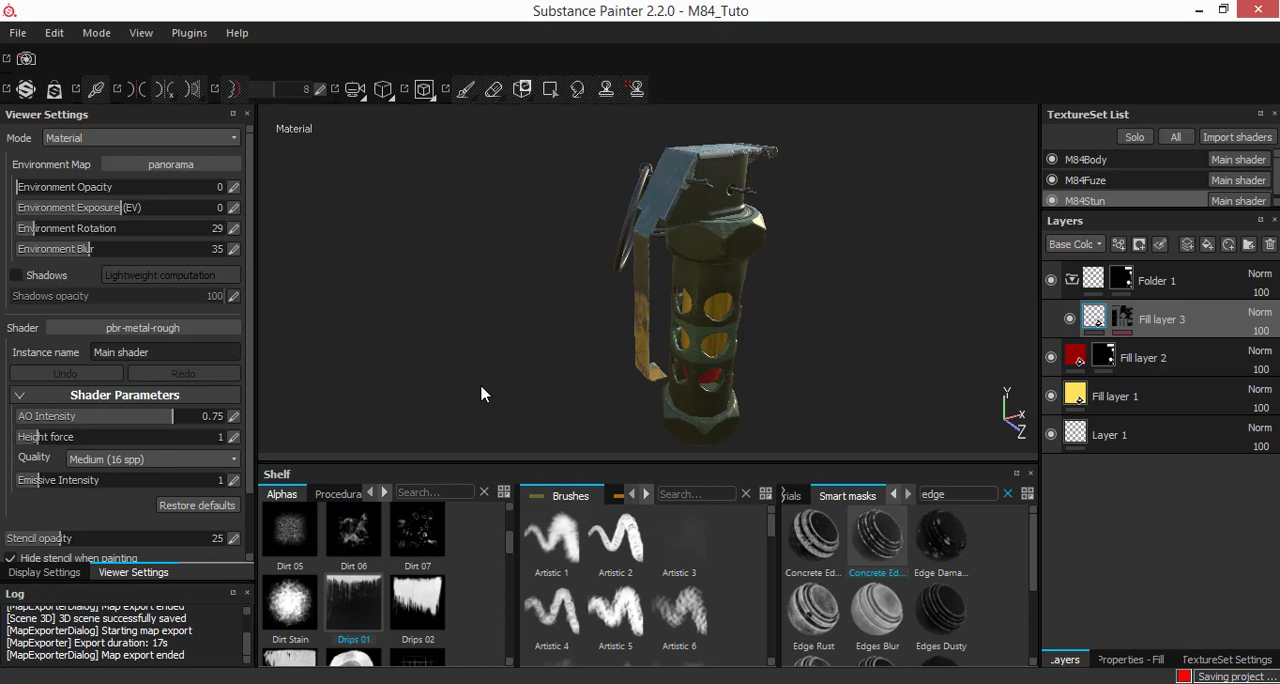 Substance Painter 2.2.0 - M84_Tuto
File Edit Mode View Plugins Help
8
Viewer Settings
Mode Material
Environment Map panorama
Environment Opacity 0
Environment Exposure (EV) 0
Environment Rotation 29
Environment Blur 35
Shadows Lightweight computation
Shadows opacity 100
Shader pbr-metal-rough
Instance name Main shader
Undo Redo
Shader Parameters
AO Intensity 0.75
Height force 1
Quality Medium (16 spp)
Emissive Intensity 1
Restore defaults
Stencil opacity 25
Hide stencil when painting
Display Settings Viewer Settings
Log
[MapExporterDialog] Map export ended
[Scene 3D] 3D scene successfully saved
[MapExporterDialog] Starting map export
[MapExporter] Export duration: 17s
[MapExporterDialog] Map export ended
Material
Y
X
Z
Shelf
Alphas Procedura Search...
Dirt 05 Dirt 06 Dirt 07
Dirt Stain Drips 01 Drips 02
Brushes Search...
Artistic 1 Artistic 2 Artistic 3
Artistic 4 Artistic 5 Artistic 6
rials Smart masks edge
Concrete Ed... Concrete Ed... Edge Dama...
Edge Rust Edges Blur Edges Dusty
TextureSet List
Solo All Import shaders
M84Body Main shader
M84Fuze Main shader
M84Stun Main shader
Layers
Base Colo
Folder 1 Norm 100
Fill layer 3 Norm 100
Fill layer 2 Norm 100
Fill layer 1 Norm 100
Layer 1 Norm 100
Layers Properties - Fill TextureSet Settings
Saving project ...